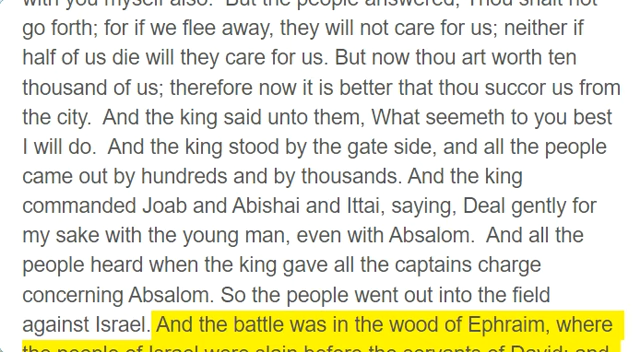 with you myself also.  But the people answered, Thou shalt not
go forth; for if we flee away, they will not care for us; neither if
half of us die will they care for us. But now thou art worth ten
thousand of us; therefore now it is better that thou succor us from
the city.  And the king said unto them, What seemeth to you best
I will do.  And the king stood by the gate side, and all the people
came out by hundreds and by thousands. And the king
commanded Joab and Abishai and Ittai, saying, Deal gently for
my sake with the young man, even with Absalom.  And all the
people heard when the king gave all the captains charge
concerning Absalom. So the people went out into the field
against Israel. And the battle was in the wood of Ephraim, where
the people of Israel were slain before the servants of David; and